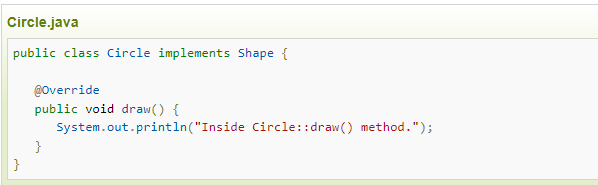 Circle.java
public class Circle implements Shape {
@Override
public void draw() {
System.out.println("Inside Circle::draw() method.");
}
}